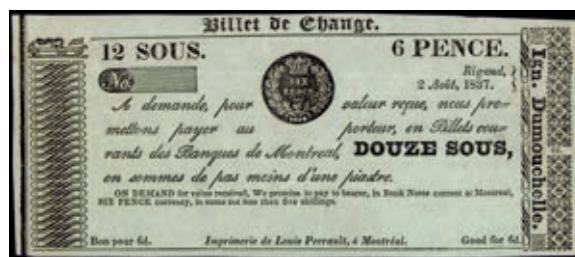 Billet de Change.
12 SOUS. 6 PENCE.
No. Rigaud,
2 Août, 1837.
SIX PENCE
A demande, pour valeur reçue, nous pro-
mettons payer au porteur, en Billets cou-
rants des Banques de Montreal, DOUZE SOUS,
en sommes de pas moins d'une piastre.
ON DEMAND for value received, We promise to pay to bearer, in Bank Notes current at Montreal,
SIX PENCE currency, in sums not less than five shillings.
Bon pour 6d. Imprimerie de Louis Perrault, à Montréal. Good for 6d.
Ign. Dumouchelle.